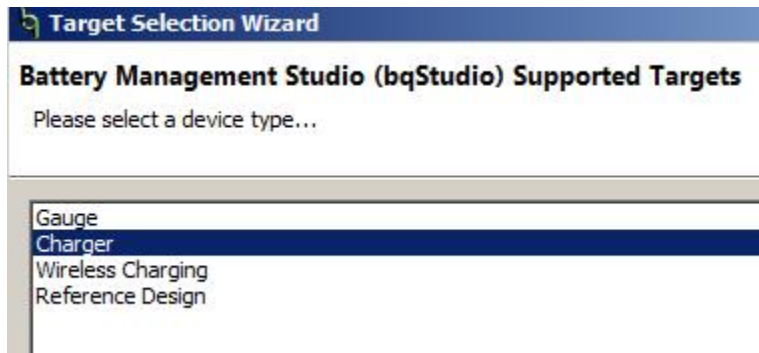 Target Selection Wizard
Battery Management Studio (bqStudio) Supported Targets
Please select a device type...
Gauge
Charger
Wireless Charging
Reference Design